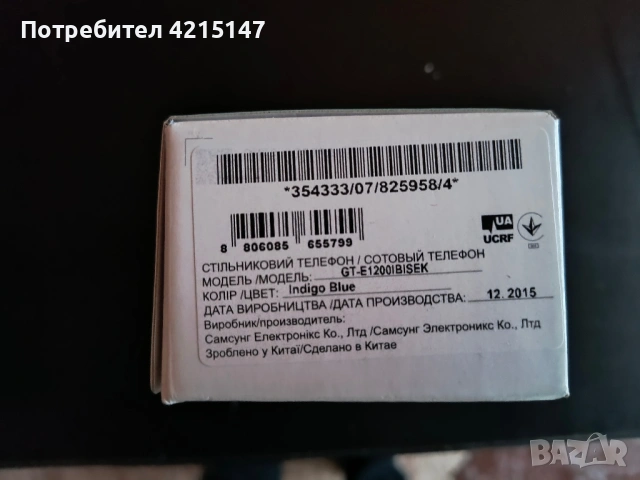 Потребител 4215147
*354333/07/825958/4*
8 806085 655799
UA
UCRF
СТІЛЬНИКОВИЙ ТЕЛЕФОН / СОТОВЫЙ ТЕЛЕФОН
МОДЕЛЬ /МОДЕЛЬ: GT-E1200IBISEK
КОЛІР /ЦВЕТ: Indigo Blue
ДАТА ВИРОБНИЦТВА /ДАТА ПРОИЗВОДСТВА: 12.2015
Виробник/производитель:
Самсунг Електронікс Ко., Лтд /Самсунг Электроникс Ко., Лтд
Зроблено у Китаї/Сделано в Китае
BAZAR